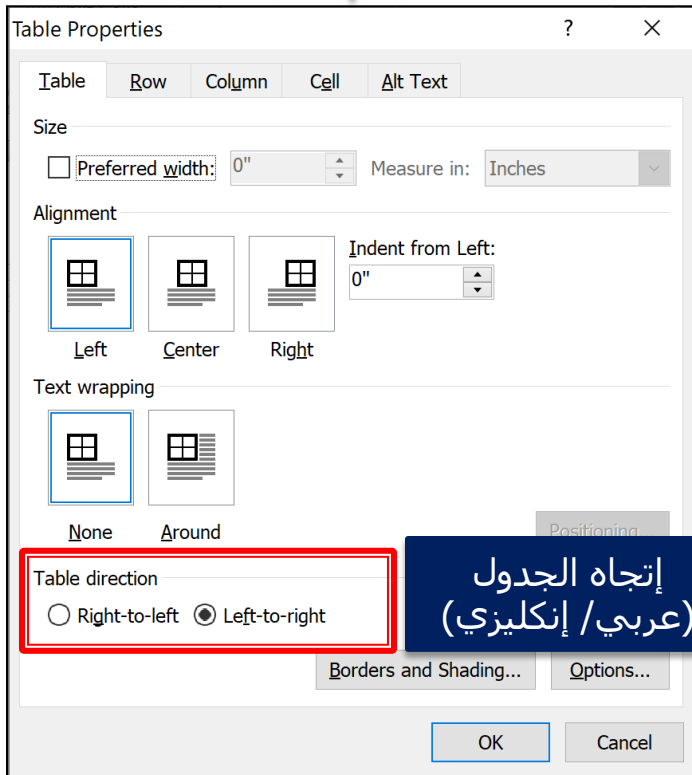 Table Properties ?
Table Row Column Cell Alt Text
Size
Preferred width: 0" Measure in: Inches
Alignment
Indent from Left:
0"
Left Center Right
Text wrapping
None Around
Positioning...
Table direction
Right-to-left Left-to-right
إتجاه الجدول
(عربي/ إنكليزي)
Borders and Shading... Options...
OK Cancel